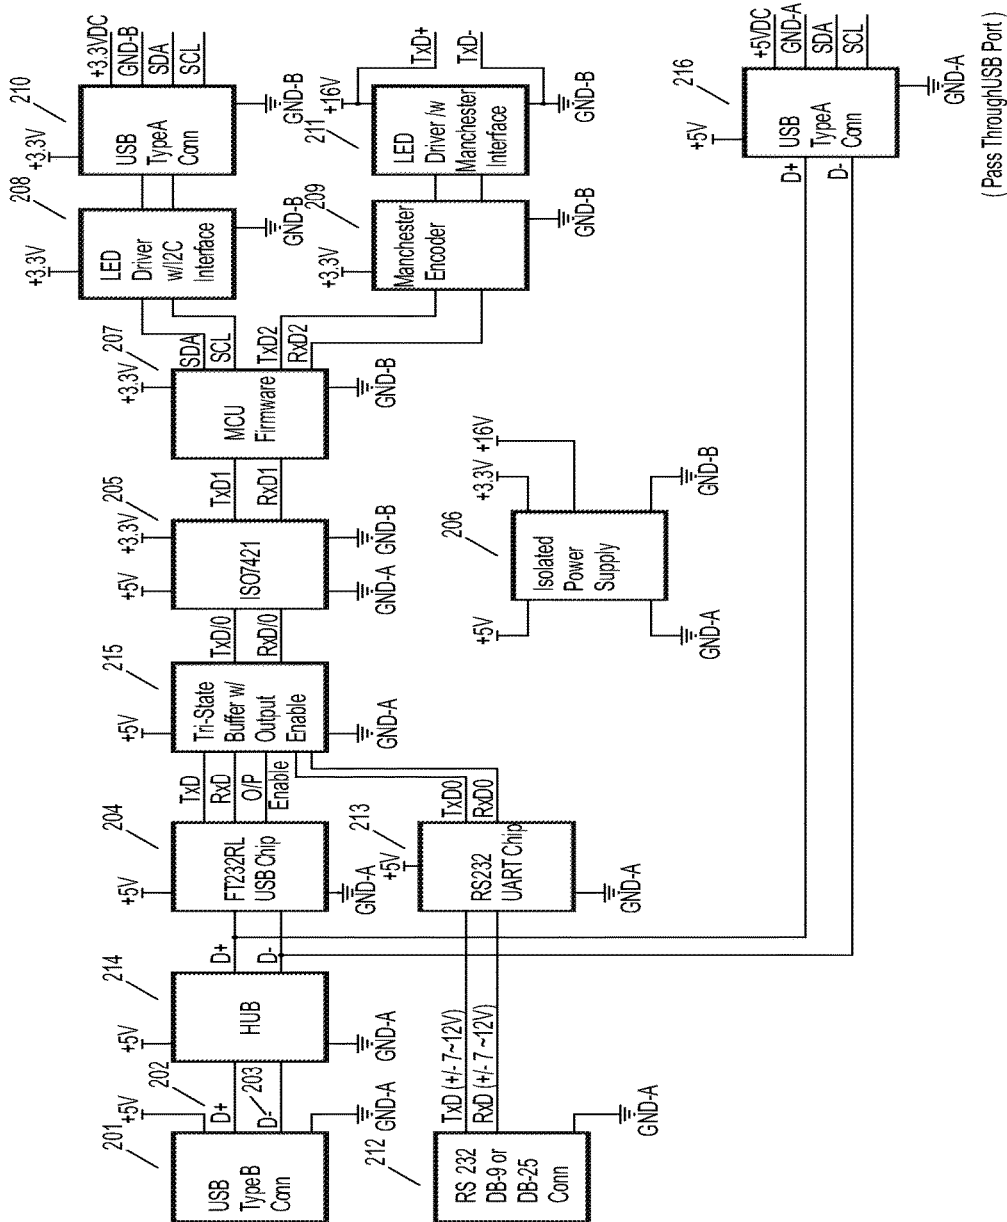 201
USB
TypeB
Conn
+5V
202
D+
203
D-
GND-A
214
+5V
HUB
GND-A
D+
D-
204
+5V
FT232RL
USB Chip
GND-A
TxD
RxD
O/P
Enable
215
+5V
Tri-State
Buffer w/
Output
Enable
GND-A
TxD/0
RxD/0
205
+5V
+3.3V
ISO7421
GND-A
GND-B
TxD1
RxD1
207
+3.3V
MCU
Firmware
GND-B
SDA
SCL
TxD2
RxD2
208
+3.3V
LED
Driver
w/I2C
Interface
GND-B
210
+3.3V
USB
TypeA
Conn
GND-B
+3.3VDC
GND-B
SDA
SCL
209
+3.3V
Manchester
Encoder
GND-B
211
+16V
LED
Driver /w
Manchester
Interface
GND-B
TxD+
TxD-
212
RS 232
DB-9 or
DB-25
Conn
GND-A
TxD (+/- 7~12V)
RxD (+/- 7~12V)
213
+5V
RS232
UART Chip
GND-A
TxD0
RxD0
206
+5V
+3.3V
+16V
Isolated
Power
Supply
GND-A
GND-B
216
+5V
D+
D-
USB
TypeA
Conn
+5VDC
GND-A
SDA
SCL
GND-A
( Pass ThroughUSB Port )